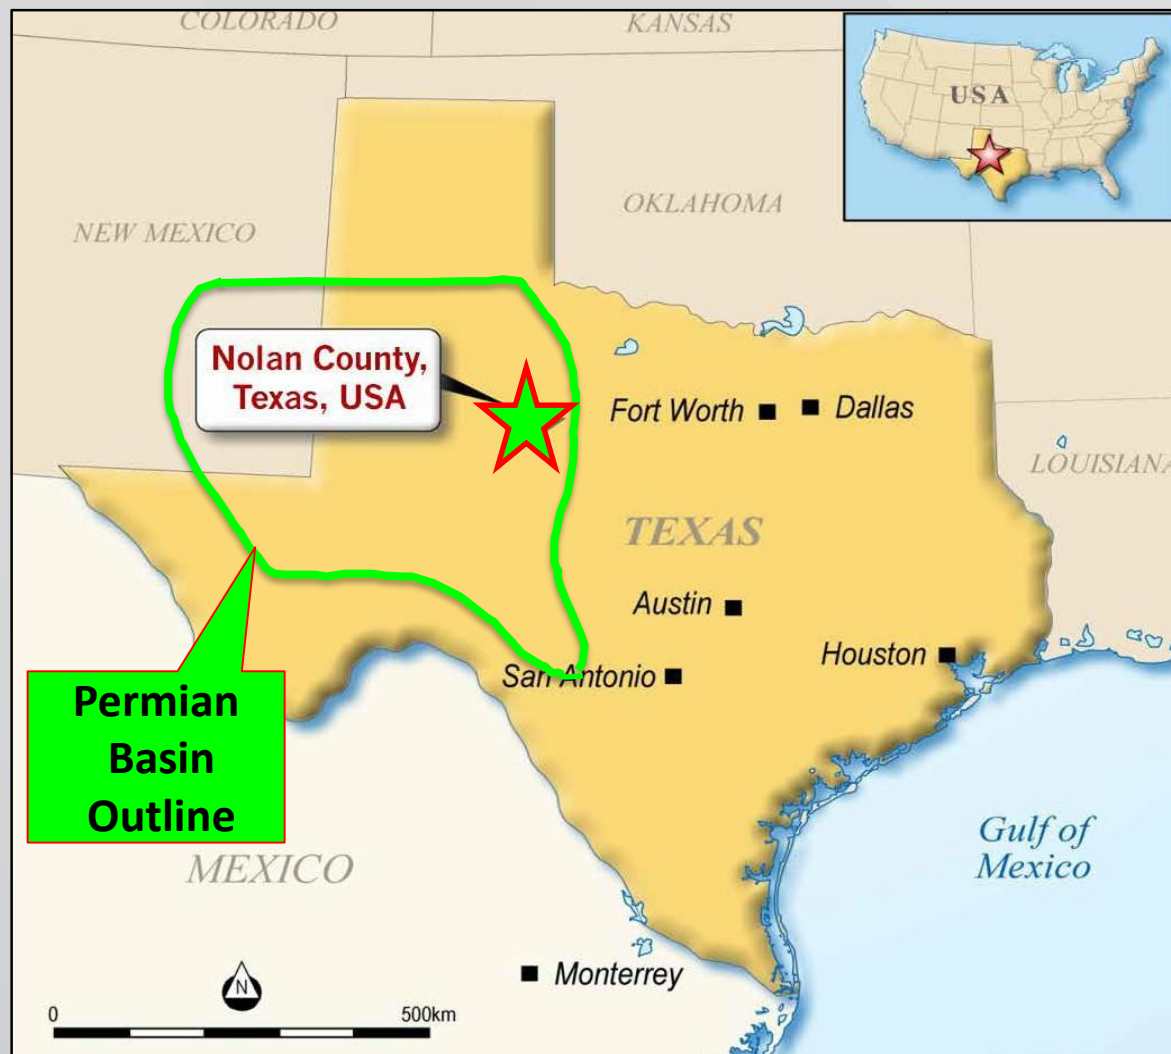 COLORADO
KANSAS
USA
NEW MEXICO
OKLAHOMA
Nolan County,
Texas, USA
Fort Worth
Dallas
LOUISIANA
TEXAS
Austin
Houston
San Antonio
Permian
Basin
Outline
Gulf of
Mexico
MEXICO
Monterrey
N
0
500km